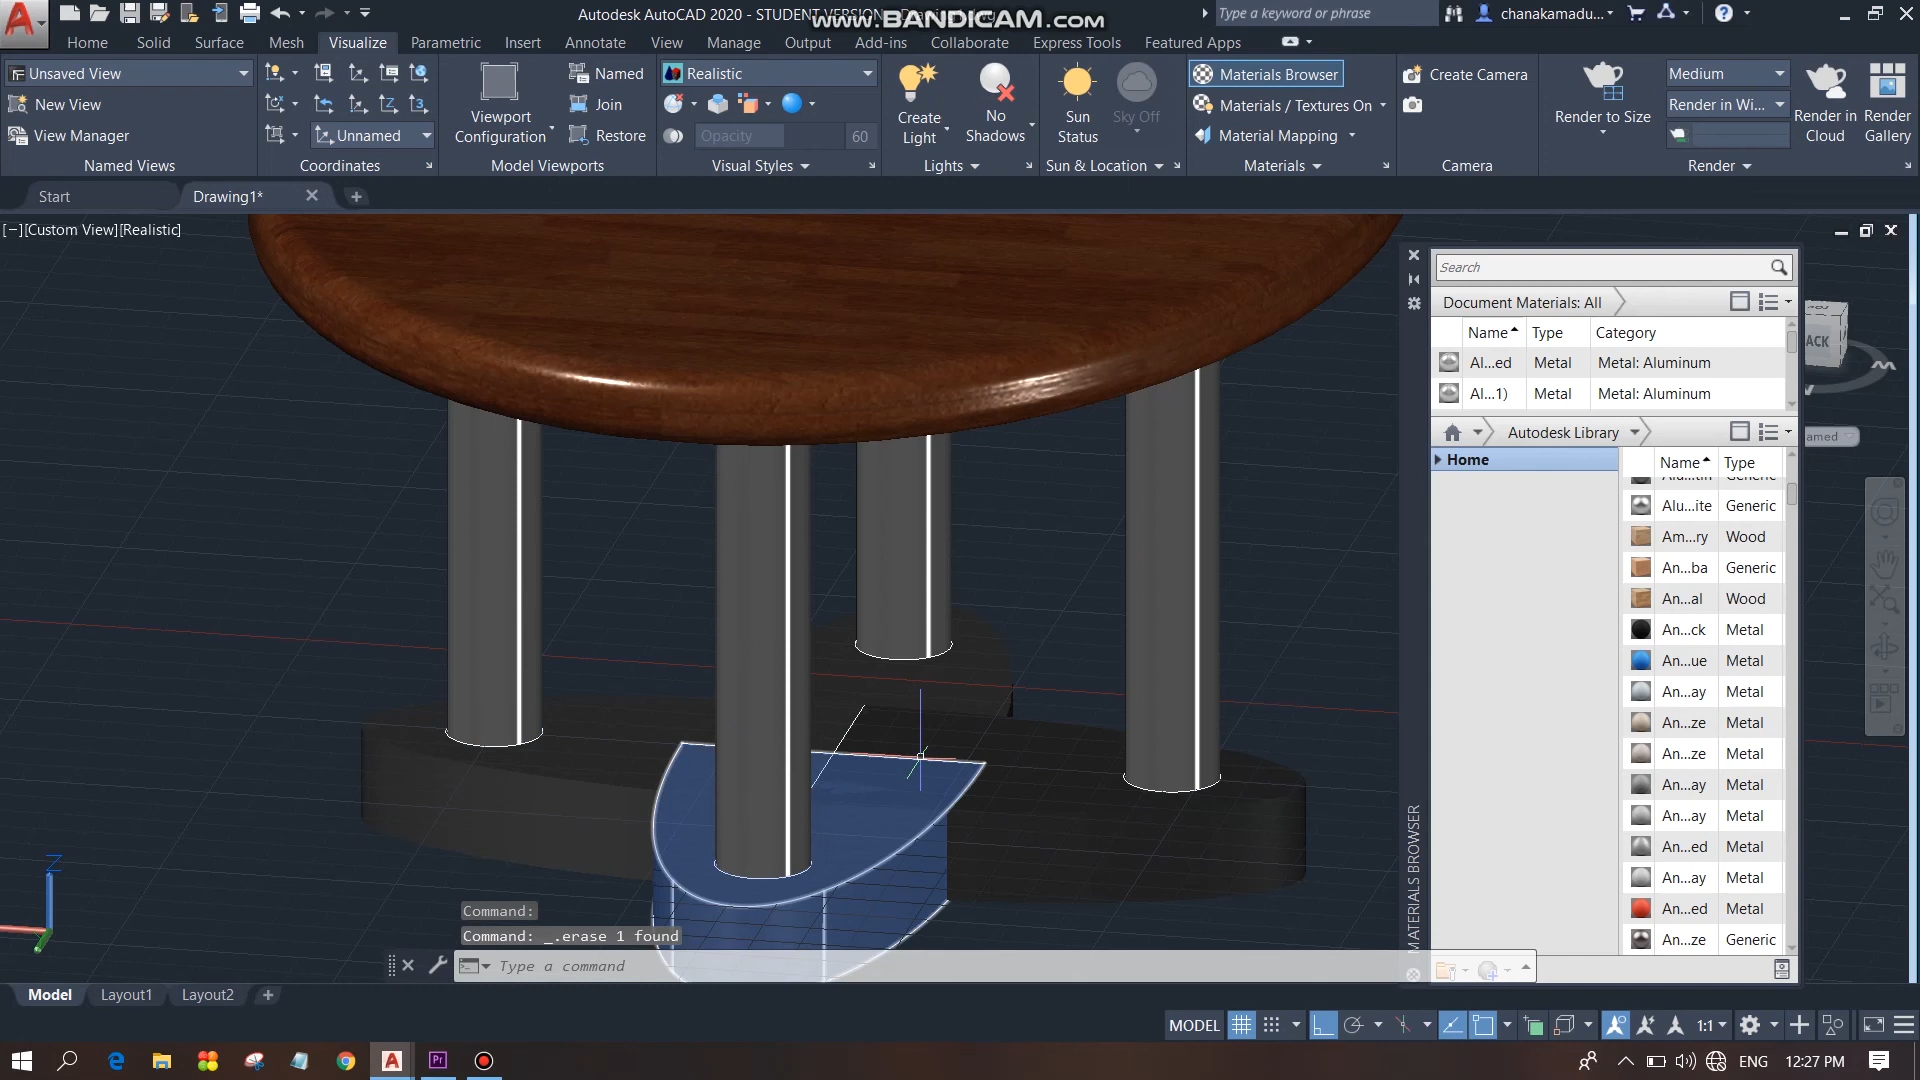 Autodesk AutoCAD 2020 - STUDENT VERSION
www.BANDICAM.com
Type a keyword or phrase
chanakamadu...
Home Solid Surface Mesh Visualize Parametric Insert Annotate View Manage Output Add-ins Collaborate Express Tools Featured Apps
Unsaved View
New View
View Manager
Named Views
Unnamed
Coordinates
Viewport
Configuration
Named
Join
Restore
Model Viewports
Realistic
Opacity 60
Visual Styles
Create
Light
No
Shadows
Lights
Sun
Status
Sky Off
Sun & Location
Materials Browser
Materials / Textures On
Material Mapping
Materials
Create Camera
Camera
Render to Size
Medium
Render in Wi...
Render in
Cloud
Render
Gallery
Render
Start Drawing1*
[−][Custom View][Realistic]
Search
Document Materials: All
Name Type Category
Al...ed Metal Metal: Aluminum
Al...1) Metal Metal: Aluminum
Autodesk Library
Home
Name Type
Alu...ite Generic
Am...ry Wood
An...ba Generic
An...al Wood
An...ck Metal
An...ue Metal
An...ay Metal
An...ze Metal
An...ze Metal
An...ay Metal
An...ay Metal
An...ed Metal
An...ay Metal
An...ed Metal
An...ze Generic
MATERIALS BROWSER
ACK
amed
Z
Command:
Command: _.erase 1 found
Type a command
Model Layout1 Layout2
MODEL 1:1
ENG 12:27 PM